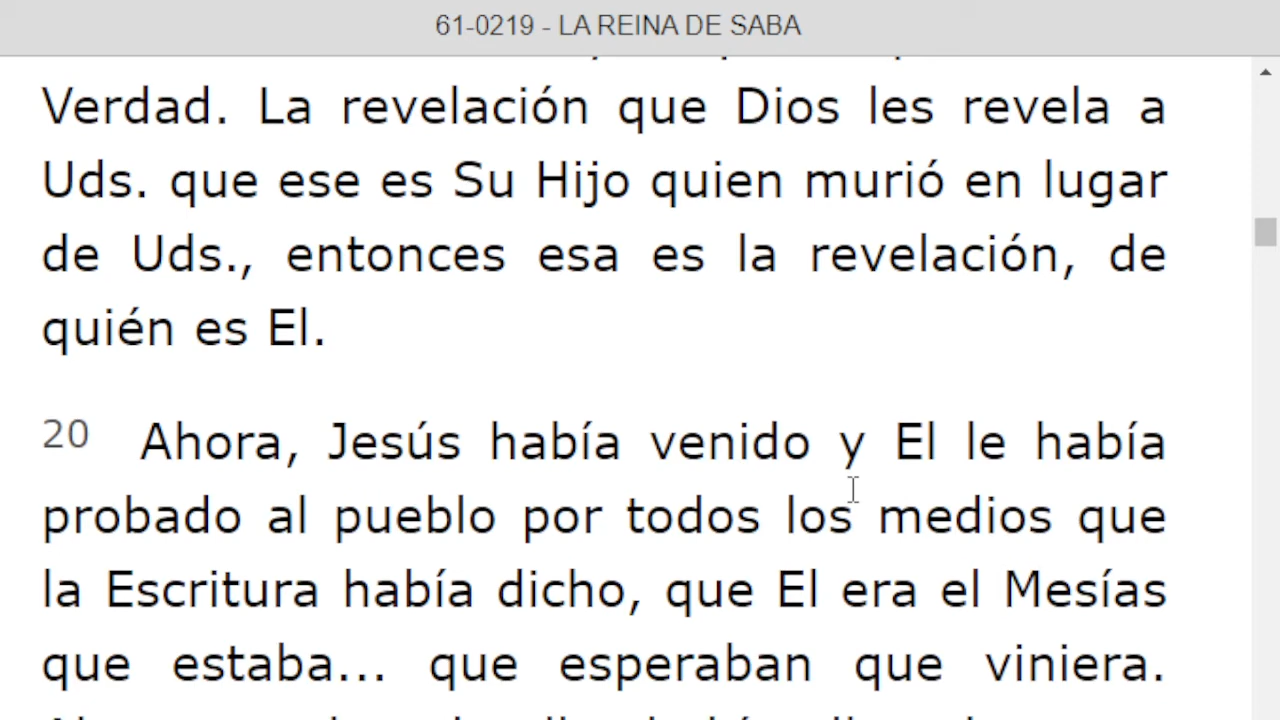 61-0219 - LA REINA DE SABA
Verdad. La revelación que Dios les revela a
Uds. que ese es Su Hijo quien murió en lugar
de Uds., entonces esa es la revelación, de
quién es El.
20 Ahora, Jesús había venido y El le había
probado al pueblo por todos los medios que
la Escritura había dicho, que El era el Mesías
que estaba... que esperaban que viniera.